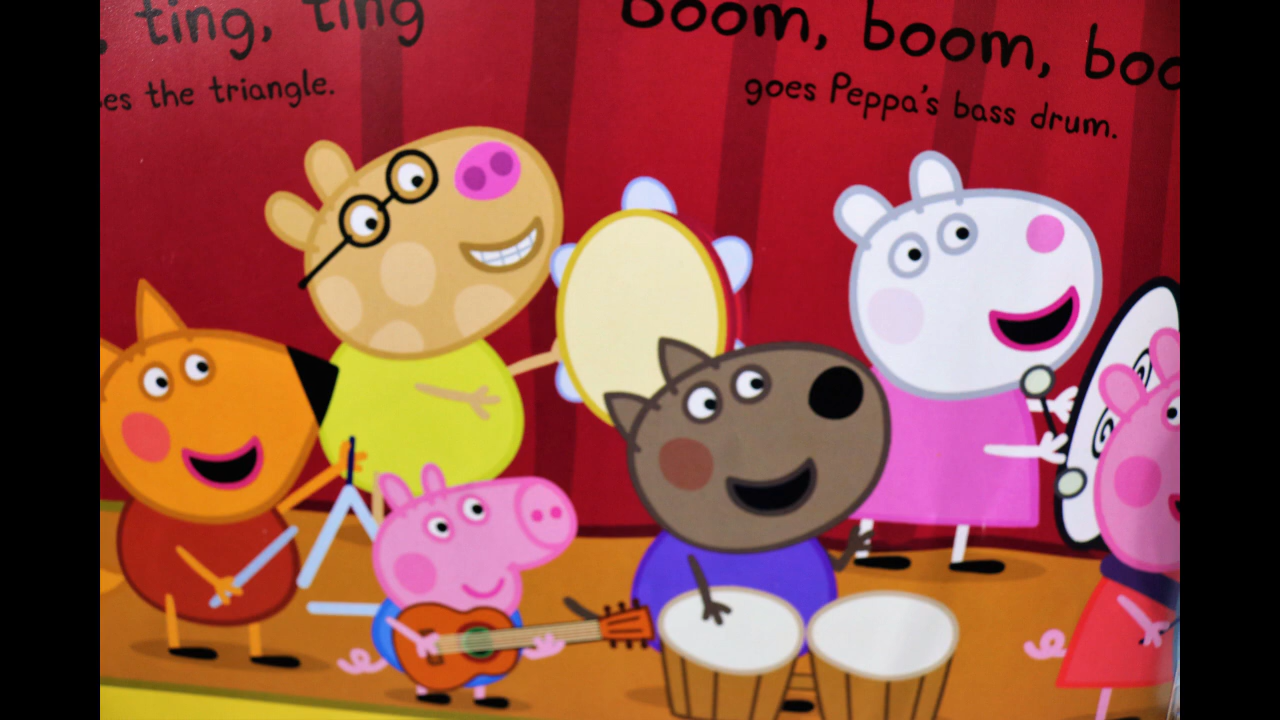 , ting, ting
the triangle.
Boom, boom,
goes Peppa's bass drum.